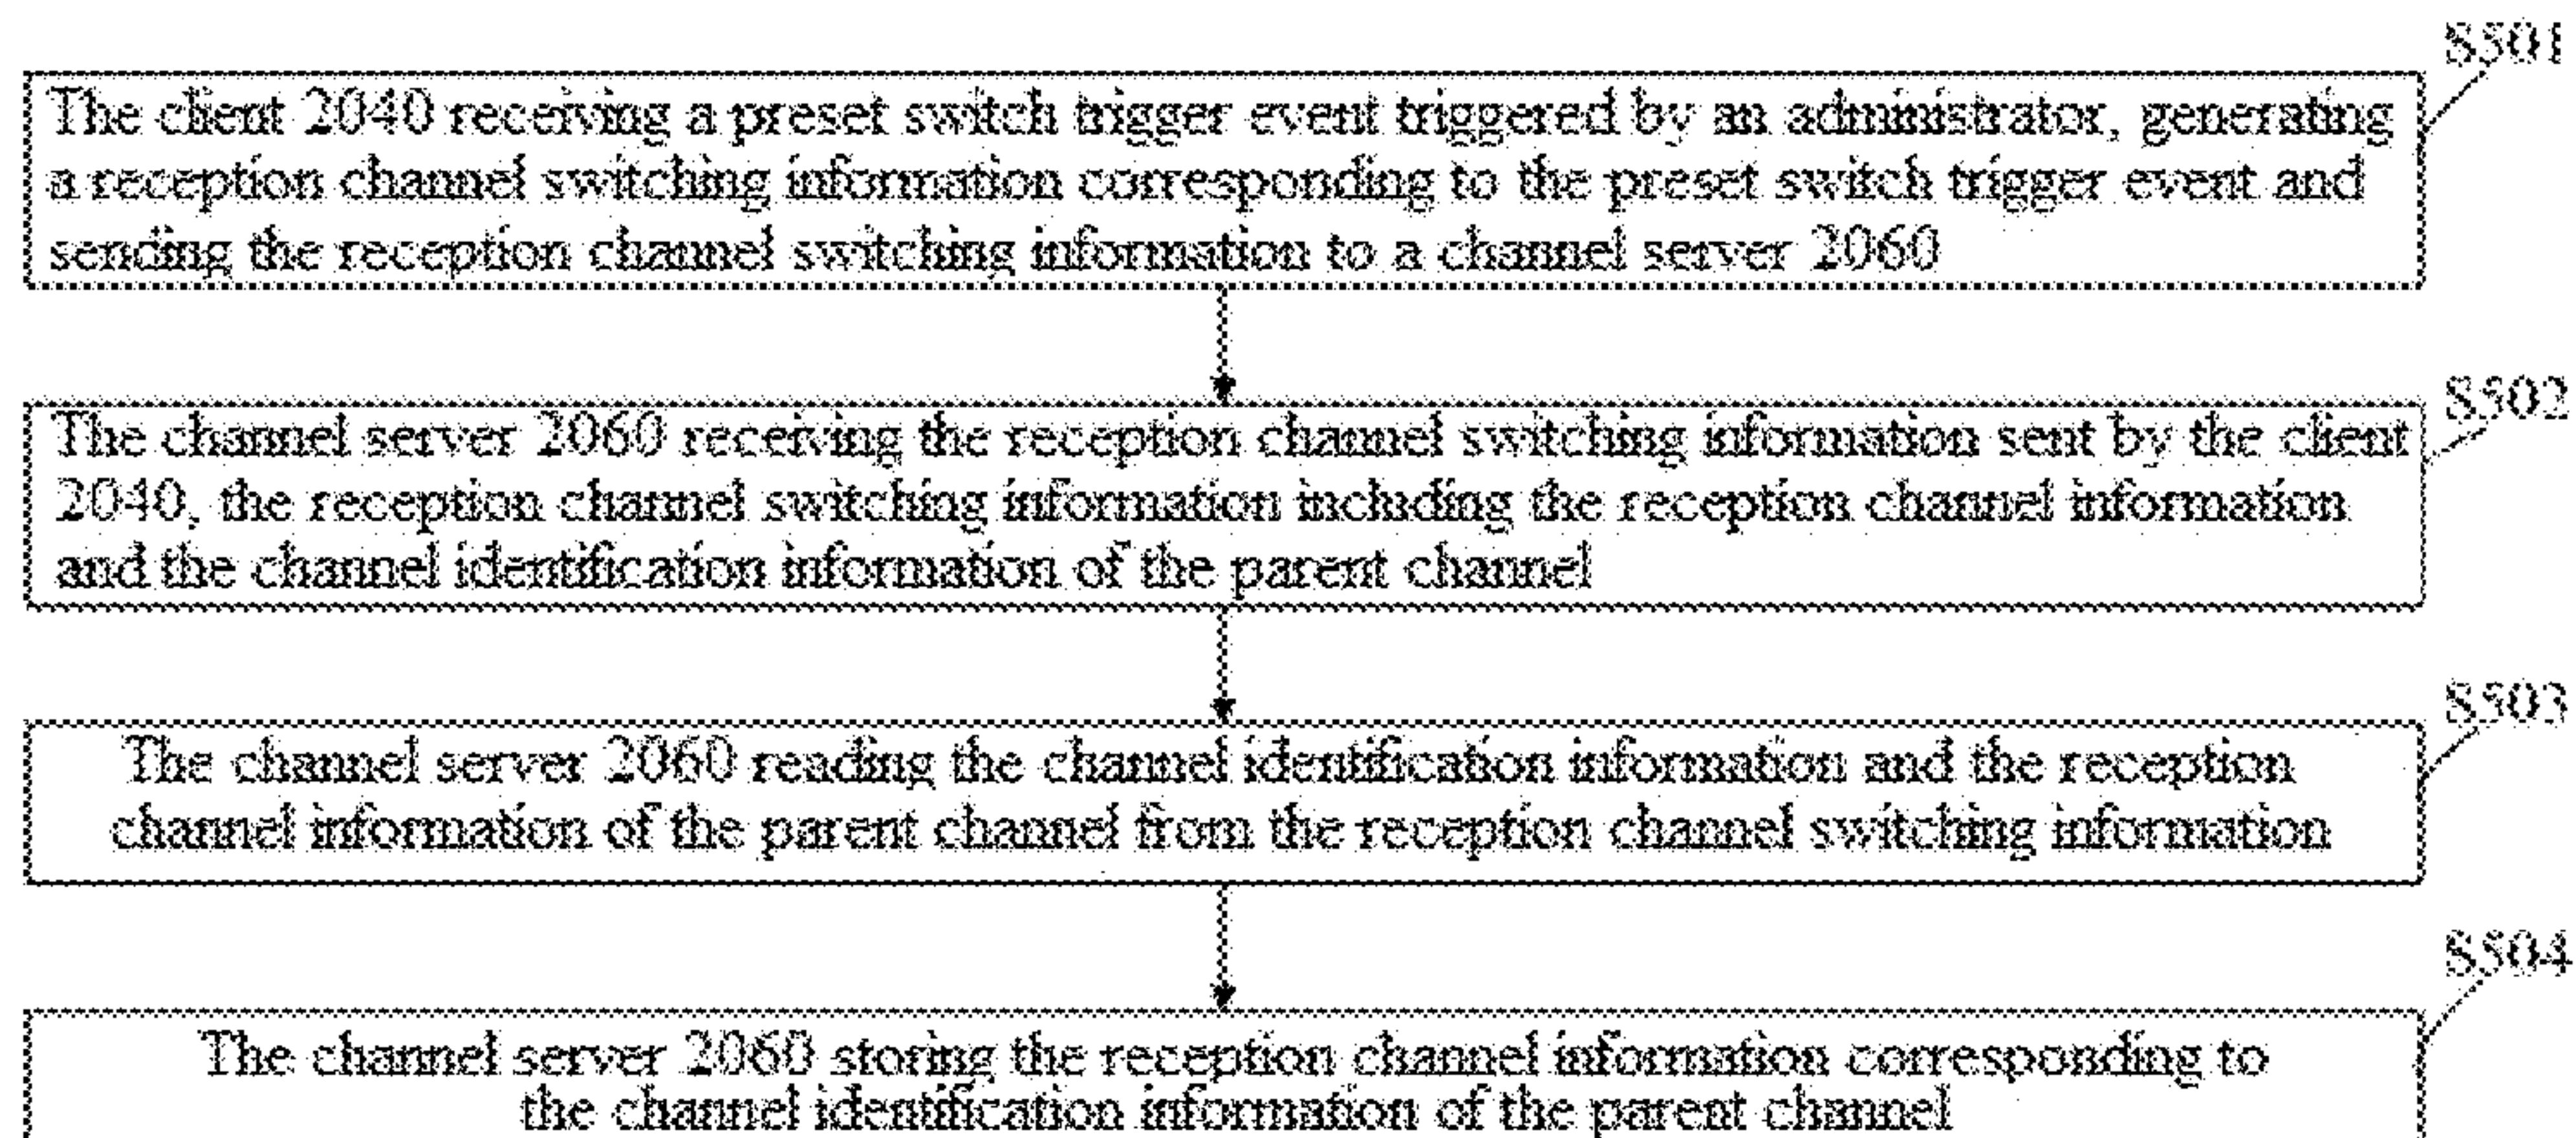 S501
The client 2040 receiving a preset switch trigger event triggered by an administrator, generating
a reception channel switching information corresponding to the preset switch trigger event and
sending the reception channel switching information to a channel server 2060
S502
The channel server 2060 receiving the reception channel switching information sent by the client
2040, the reception channel switching information including the reception channel information
and the channel identification information of the parent channel
S503
The channel server 2060 reading the channel identification information and the reception
channel information of the parent channel from the reception channel switching information
S504
The channel server 2060 storing the reception channel information corresponding to
the channel identification information of the parent channel